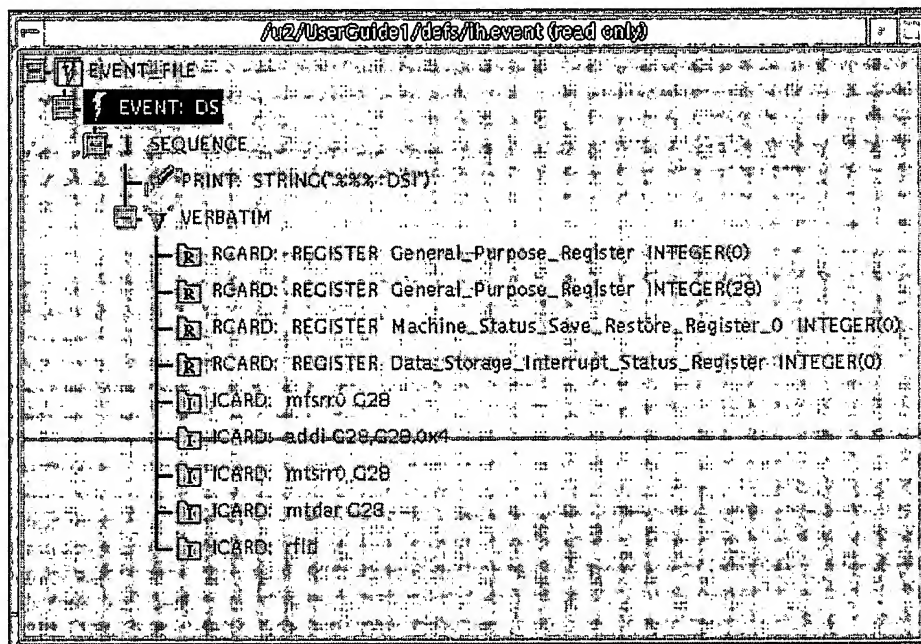 /u2/UserGuide1/defs/ih.event (read only)
EVENT_FILE
EVENT: DSI
SEQUENCE
PRINT: STRING("%%% DSI")
VERBATIM
R RCARD: REGISTER General_Purpose_Register INTEGER(0)
R RCARD: REGISTER General_Purpose_Register INTEGER(28)
R RCARD: REGISTER Machine_Status_Save_Restore_Register_0 INTEGER(0)
R RCARD: REGISTER Data_Storage_Interrupt_Status_Register INTEGER(0)
I ICARD: mfsrr0 G28
I ICARD: addi G28,G28,0x4
I ICARD: mtsrr0 G28
I ICARD: mtdar G28
I ICARD: